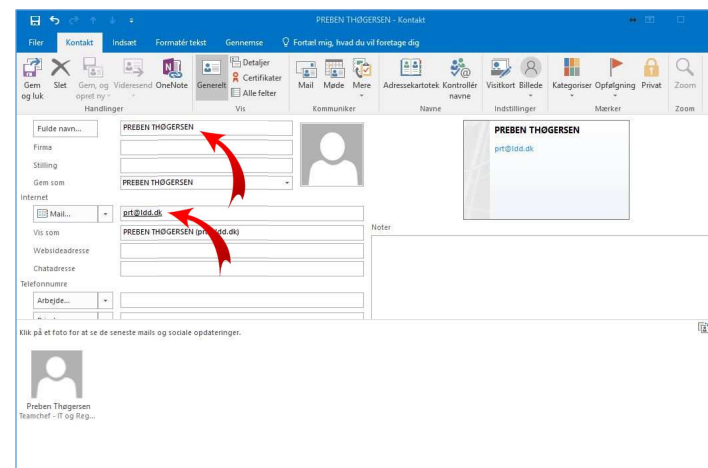 PREBEN THØGERSEN - Kontakt
Filer Kontakt Indsæt Formatér tekst Gennemse Fortæl mig, hvad du vil foretage dig
Gem og luk
Slet
Gem, og opret ny
Videresend
OneNote
Generelt
Detaljer
Certifikater
Alle felter
Mail
Møde
Mere
Adressekartotek
Kontrollér navne
Visitkort
Billede
Kategoriser
Opfølgning
Privat
Zoom
Handlinger Vis Kommuniker Navne Indstillinger Mærker Zoom
Fulde navn... PREBEN THØGERSEN
Firma
Stilling
Gem som PREBEN THØGERSEN
Internet
Mail... prt@ldd.dk
Vis som PREBEN THØGERSEN
Websideadresse
Chatadresse
Telefonnumre
Arbejde...
PREBEN THØGERSEN
prt@ldd.dk
Noter
Klik på et foto for at se de seneste mails og sociale opdateringer.
Preben Thøgersen
Teamchef - IT og Reg...